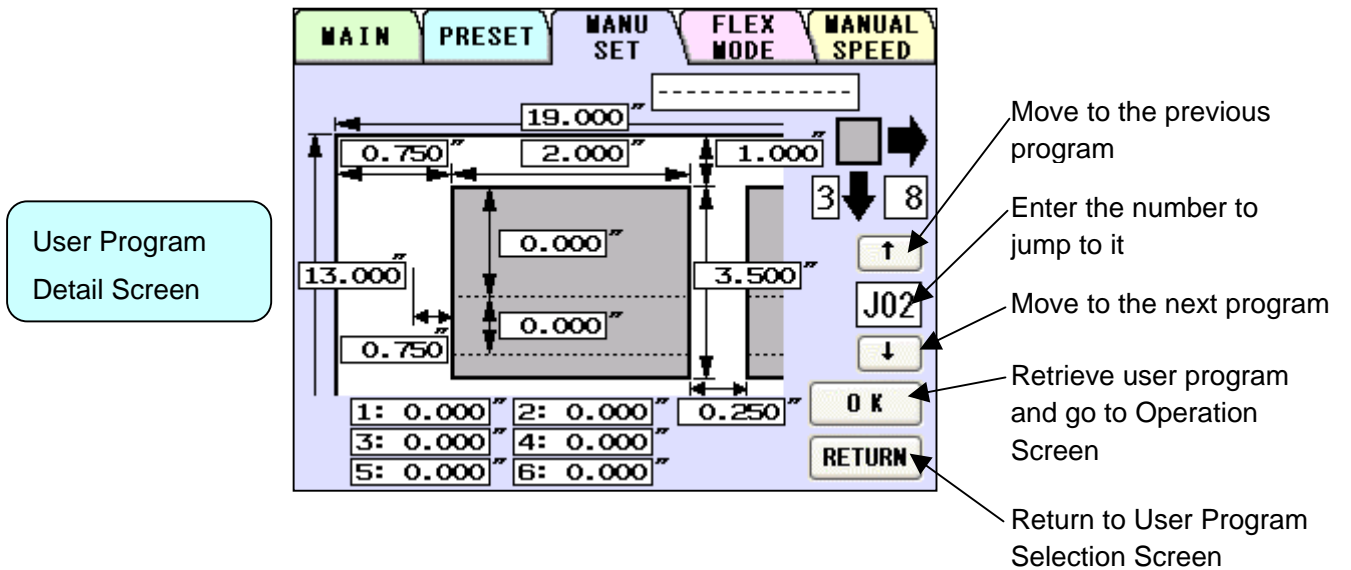 MAIN
PRESET
MANU
SET
FLEX
MODE
MANUAL
SPEED
--------------
19.000″
0.750″
2.000″
1.000″
3
8
0.000″
↑
13.000″
3.500″
J02
0.000″
0.750″
↓
1: 0.000″ 2: 0.000″
0.250″
OK
3: 0.000″ 4: 0.000″
5: 0.000″ 6: 0.000″
RETURN
User Program
Detail Screen
Move to the previous
program
Enter the number to
jump to it
Move to the next program
Retrieve user program
and go to Operation
Screen
Return to User Program
Selection Screen